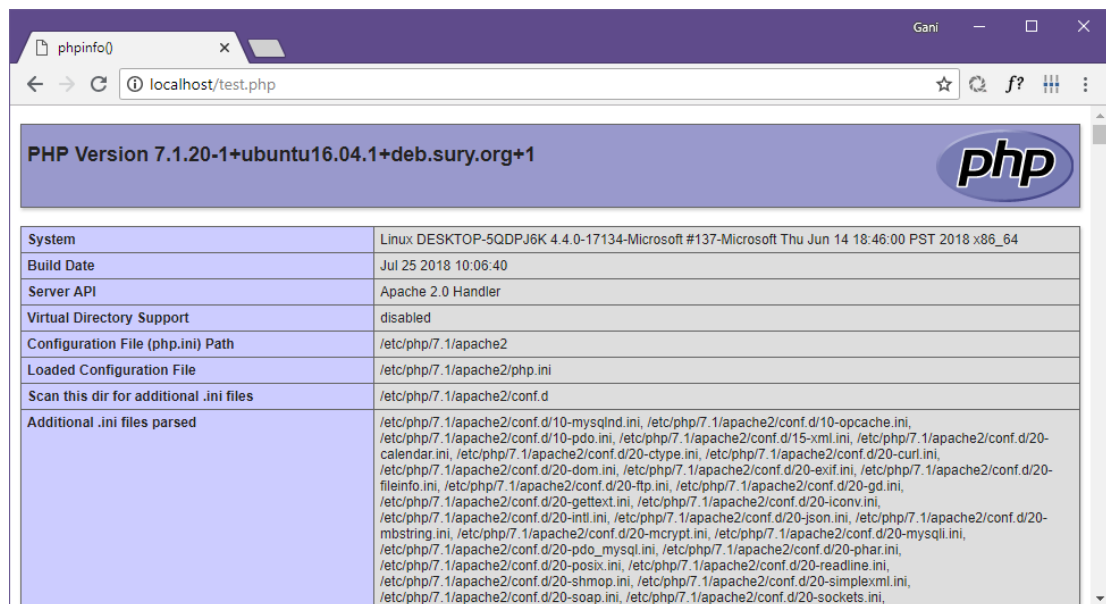 Gani
phpinfo()
localhost/test.php
f?
PHP Version 7.1.20-1+ubuntu16.04.1+deb.sury.org+1
php
System Linux DESKTOP-5QDPJ6K 4.4.0-17134-Microsoft #137-Microsoft Thu Jun 14 18:46:00 PST 2018 x86_64
Build Date Jul 25 2018 10:06:40
Server API Apache 2.0 Handler
Virtual Directory Support disabled
Configuration File (php.ini) Path /etc/php/7.1/apache2
Loaded Configuration File /etc/php/7.1/apache2/php.ini
Scan this dir for additional .ini files /etc/php/7.1/apache2/conf.d
Additional .ini files parsed /etc/php/7.1/apache2/conf.d/10-mysqlnd.ini, /etc/php/7.1/apache2/conf.d/10-opcache.ini,
/etc/php/7.1/apache2/conf.d/10-pdo.ini, /etc/php/7.1/apache2/conf.d/15-xml.ini, /etc/php/7.1/apache2/conf.d/20-
calendar.ini, /etc/php/7.1/apache2/conf.d/20-ctype.ini, /etc/php/7.1/apache2/conf.d/20-curl.ini,
/etc/php/7.1/apache2/conf.d/20-dom.ini, /etc/php/7.1/apache2/conf.d/20-exif.ini, /etc/php/7.1/apache2/conf.d/20-
fileinfo.ini, /etc/php/7.1/apache2/conf.d/20-ftp.ini, /etc/php/7.1/apache2/conf.d/20-gd.ini,
/etc/php/7.1/apache2/conf.d/20-gettext.ini, /etc/php/7.1/apache2/conf.d/20-iconv.ini,
/etc/php/7.1/apache2/conf.d/20-intl.ini, /etc/php/7.1/apache2/conf.d/20-json.ini, /etc/php/7.1/apache2/conf.d/20-
mbstring.ini, /etc/php/7.1/apache2/conf.d/20-mcrypt.ini, /etc/php/7.1/apache2/conf.d/20-mysqli.ini,
/etc/php/7.1/apache2/conf.d/20-pdo_mysql.ini, /etc/php/7.1/apache2/conf.d/20-phar.ini,
/etc/php/7.1/apache2/conf.d/20-posix.ini, /etc/php/7.1/apache2/conf.d/20-readline.ini,
/etc/php/7.1/apache2/conf.d/20-shmop.ini, /etc/php/7.1/apache2/conf.d/20-simplexml.ini,
/etc/php/7.1/apache2/conf.d/20-soap.ini, /etc/php/7.1/apache2/conf.d/20-sockets.ini,